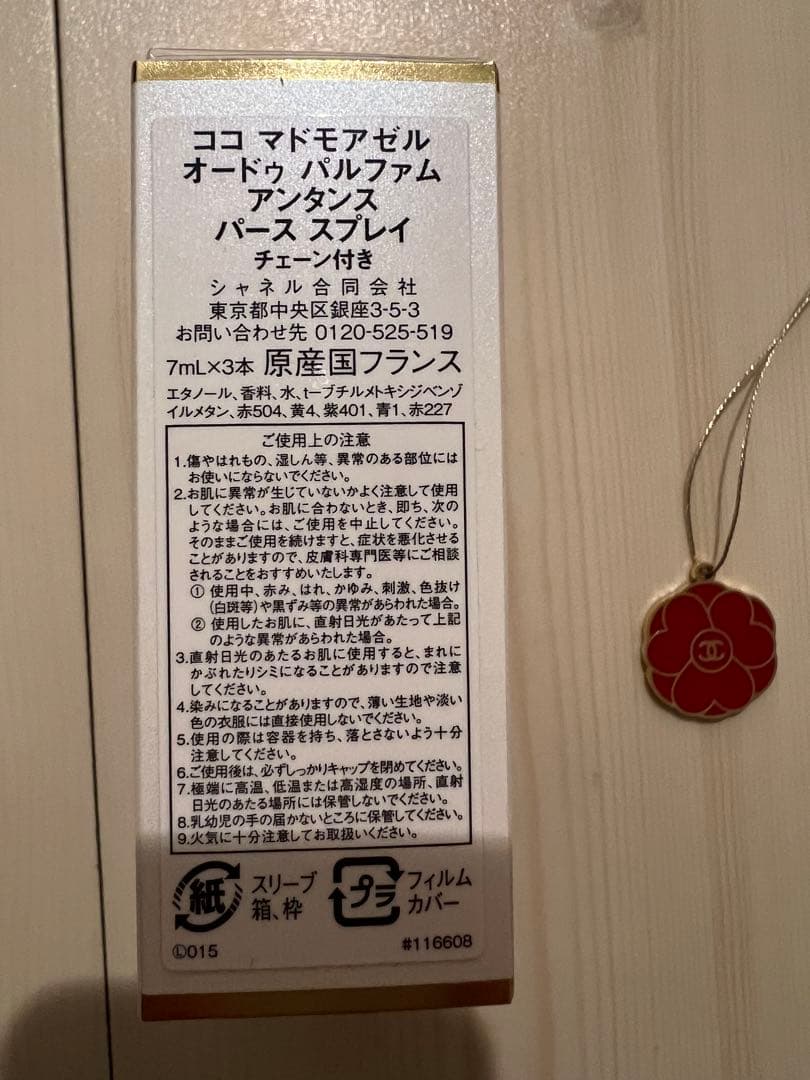 ココ マドモアゼル
オードゥ パルファム
アンタンス
パース スプレイ
チェーン付き
シャネル合同会社
東京都中央区銀座3-5-3
お問い合わせ先 0120-525-519
7mL×3本 原産国フランス
エタノール、香料、水、t-ブチルメトキシジベンゾ
イルメタン、赤504、黄4、紫401、青1、赤227
ご使用上の注意
1.傷やはれもの、湿しん等、異常のある部位には
お使いにならないでください。
2.お肌に異常が生じていないかよく注意して使用
してください。お肌に合わないとき、即ち、次の
ような場合には、ご使用を中止してください。
そのままご使用を続けますと、症状を悪化させる
ことがありますので、皮膚科専門医等にご相談
されることをおすすめいたします。
① 使用中、赤み、はれ、かゆみ、刺激、色抜け
(白斑等)や黒ずみ等の異常があらわれた場合。
② 使用したお肌に、直射日光があたって上記
のような異常があらわれた場合。
3.直射日光のあたるお肌に使用すると、まれに
かぶれたりシミになることがありますので注意
してください。
4.染みになることがありますので、薄い生地や淡い
色の衣服には直接使用しないでください。
5.使用の際は容器を持ち、落とさないよう十分
注意してください。
6.ご使用後は、必ずしっかりキャップを閉めてください。
7.極端に高温、低温または高湿度の場所、直射
日光のあたる場所には保管しないでください。
8.乳幼児の手の届かないところに保管してください。
9.火気に十分注意してお取扱いください。
紙 スリーブ
箱、枠
プラ フィルム
カバー
Ⓛ015
#116608